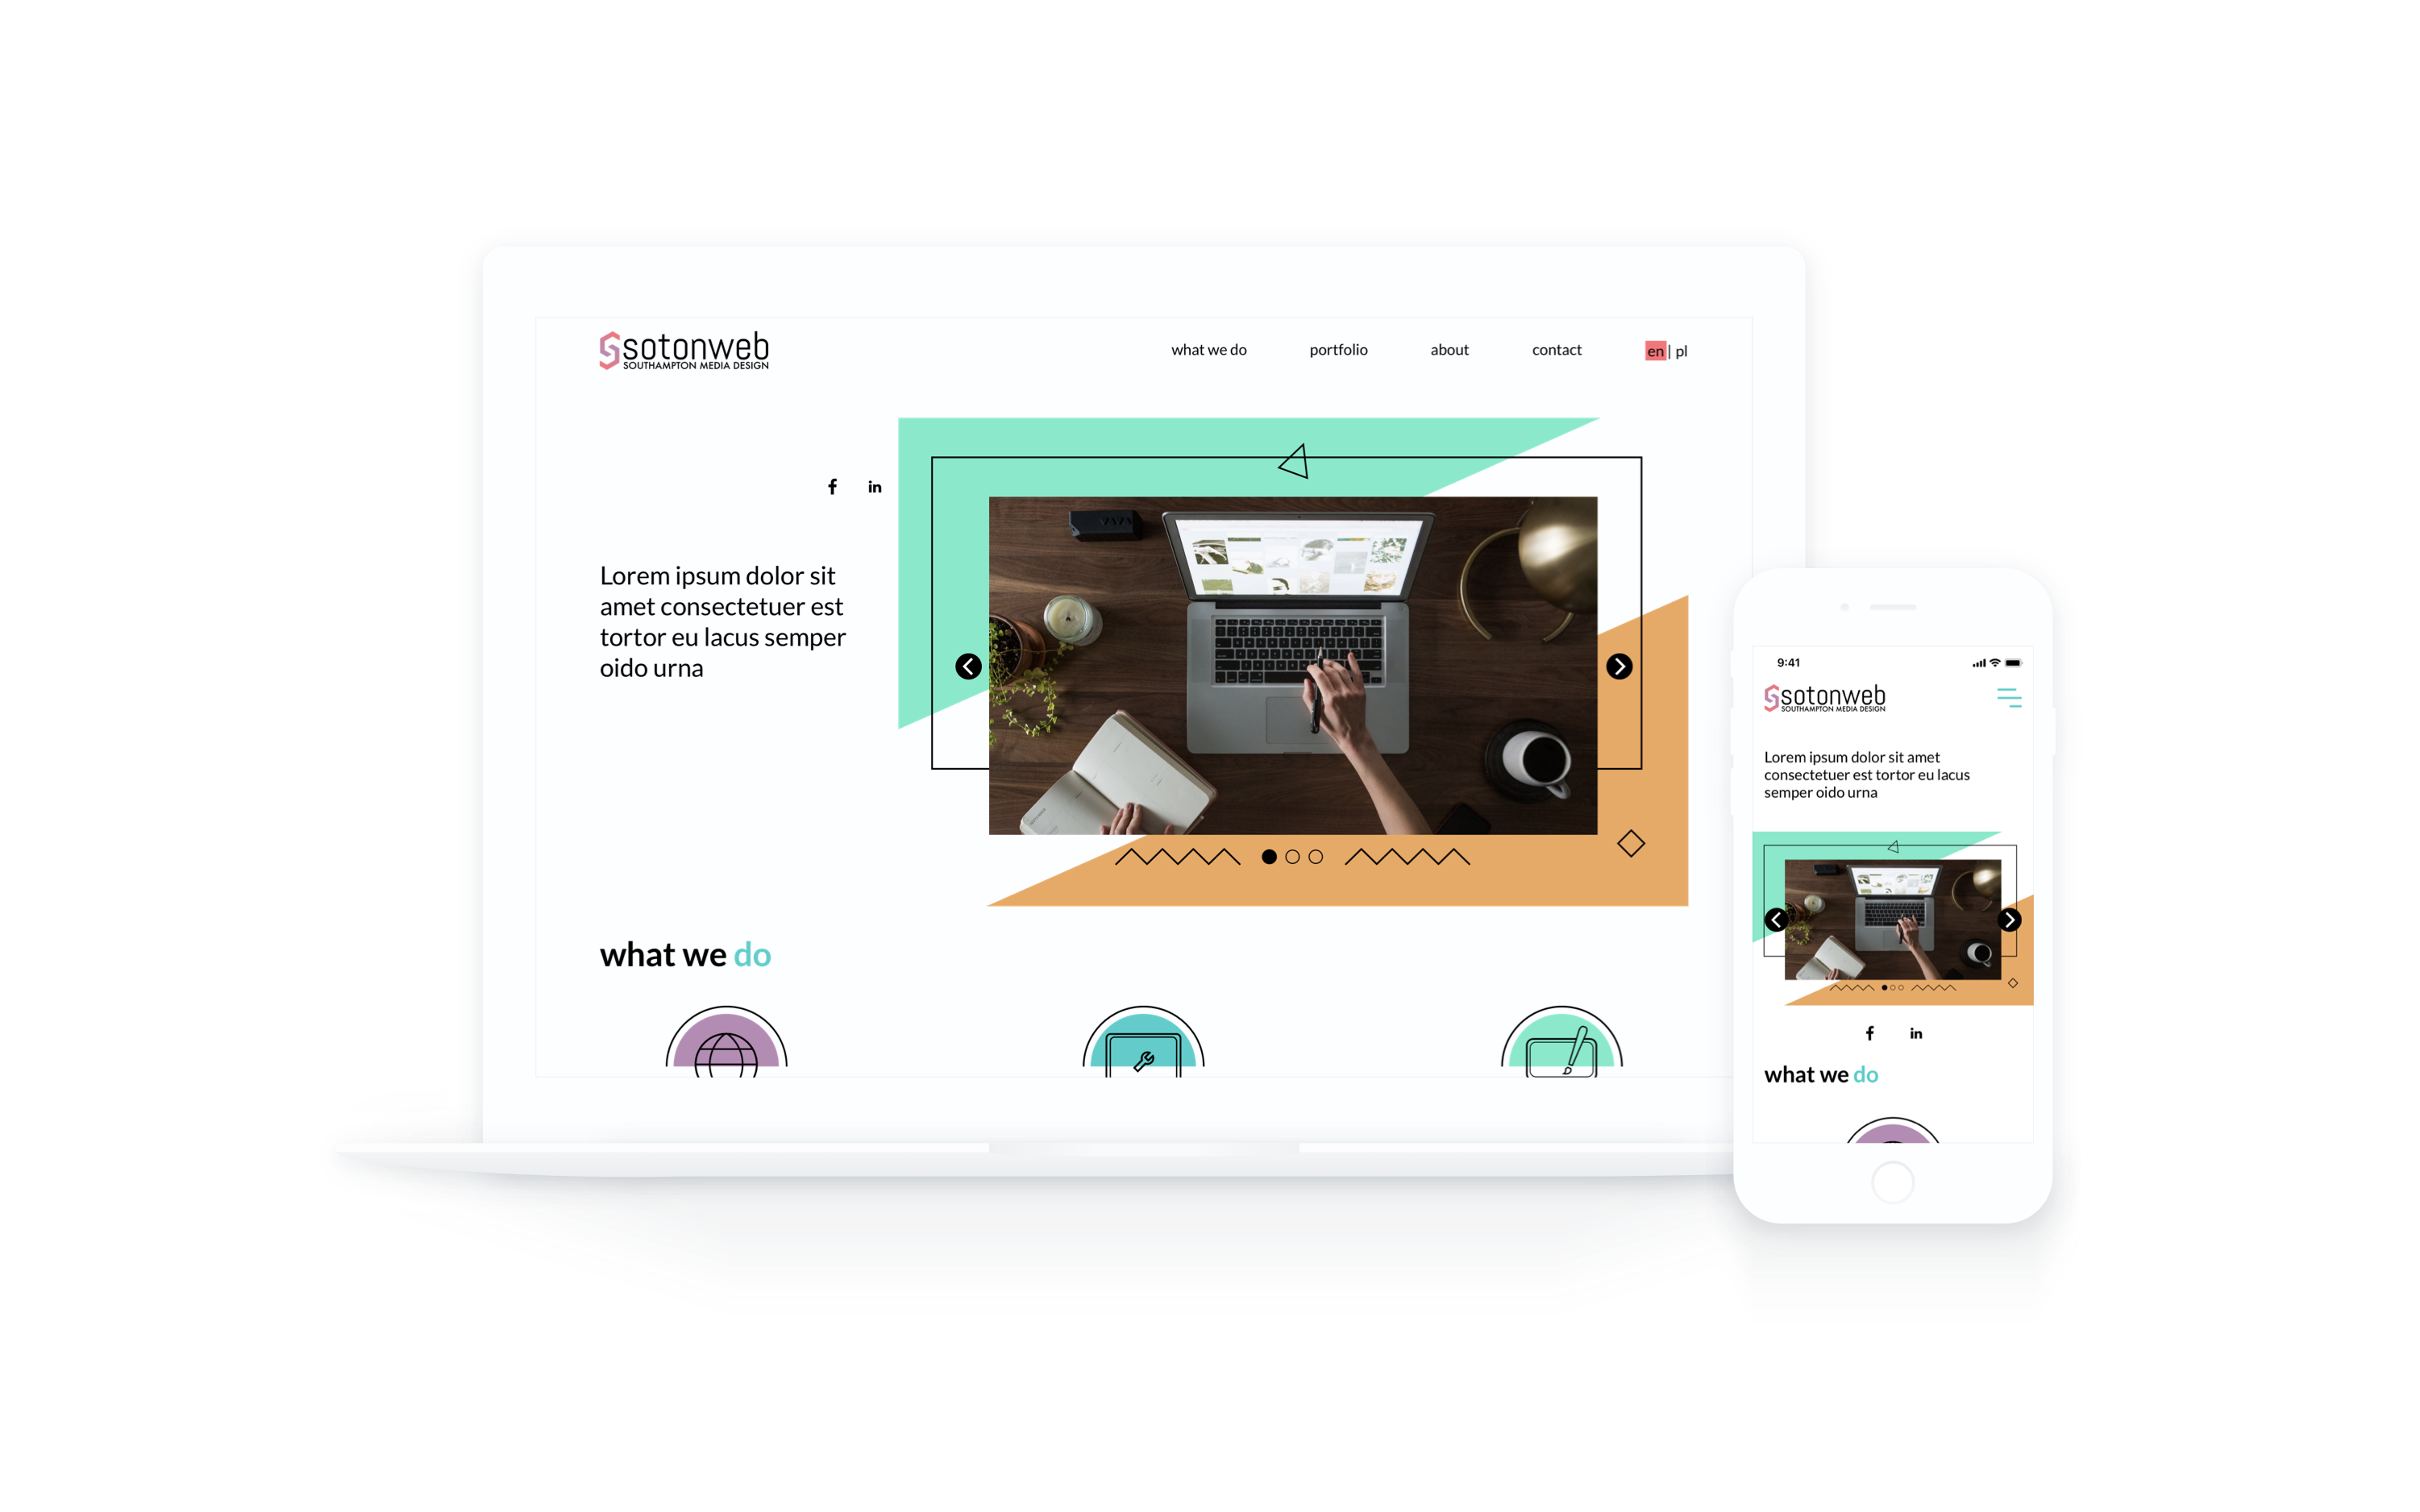 sotonweb
SOUTHAMPTON MEDIA DESIGN
what we do portfolio about contact en | pl
f in
Lorem ipsum dolor sit
amet consectetuer est
tortor eu lacus semper
oido urna
what we do
9:41
sotonweb
SOUTHAMPTON MEDIA DESIGN
Lorem ipsum dolor sit amet
consectetuer est tortor eu lacus
semper oido urna
f in
what we do